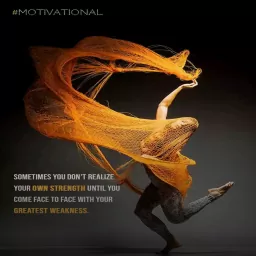 #MOTIVATIONAL
SOMETIMES YOU DON'T REALIZE
YOUR OWN STRENGTH UNTIL YOU
COME FACE TO FACE WITH YOUR
GREATEST WEAKNESS.